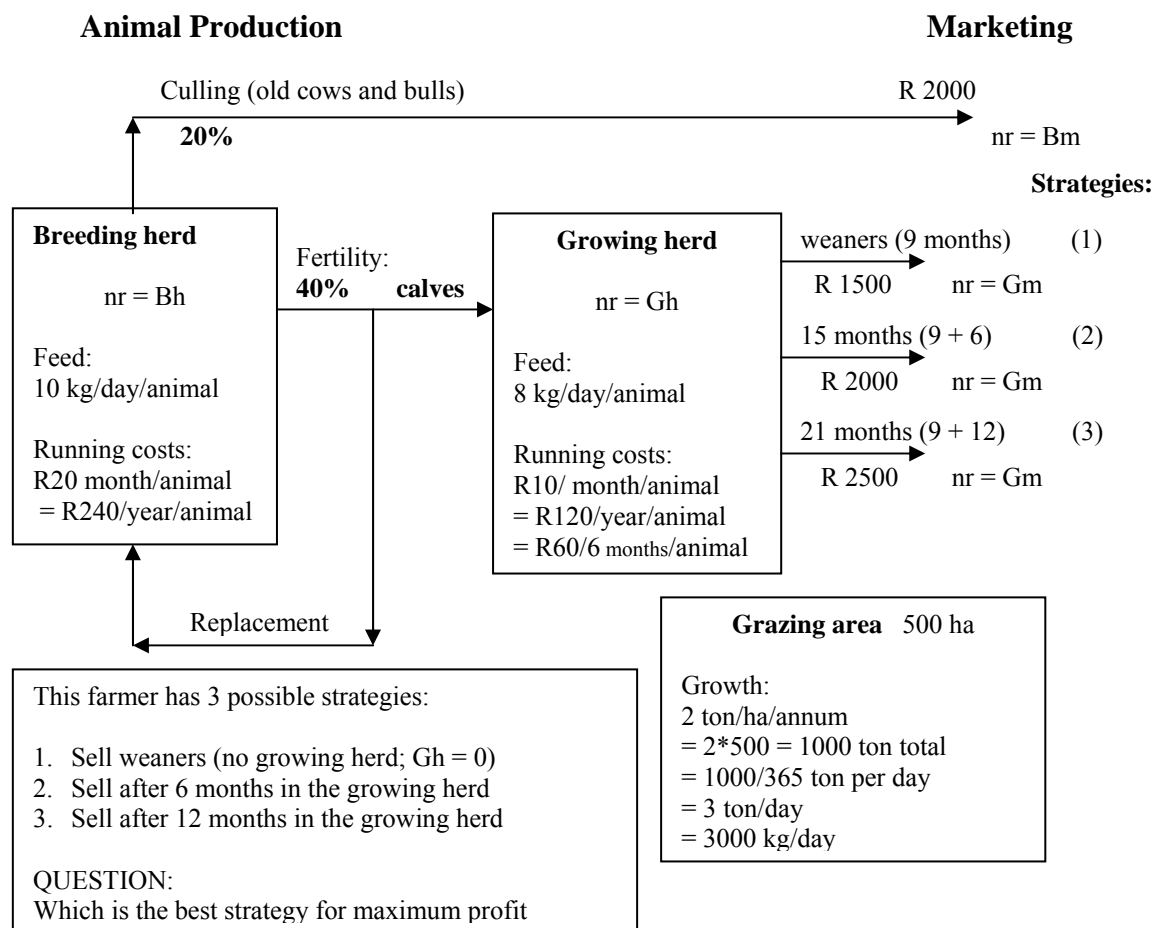 Animal Production
Marketing
Culling (old cows and bulls)
R 2000
20%
nr = Bm
Strategies:
Breeding herd
nr = Bh
Feed:
10 kg/day/animal
Running costs:
R20 month/animal
= R240/year/animal
Fertility:
40% calves
Replacement
Growing herd
nr = Gh
Feed:
8 kg/day/animal
Running costs:
R10/ month/animal
= R120/year/animal
= R60/6 months/animal
weaners (9 months) (1)
R 1500 nr = Gm
15 months (9 + 6) (2)
R 2000 nr = Gm
21 months (9 + 12) (3)
R 2500 nr = Gm
This farmer has 3 possible strategies:
1. Sell weaners (no growing herd; Gh = 0)
2. Sell after 6 months in the growing herd
3. Sell after 12 months in the growing herd
QUESTION:
Which is the best strategy for maximum profit
Grazing area 500 ha
Growth:
2 ton/ha/annum
= 2*500 = 1000 ton total
= 1000/365 ton per day
= 3 ton/day
= 3000 kg/day